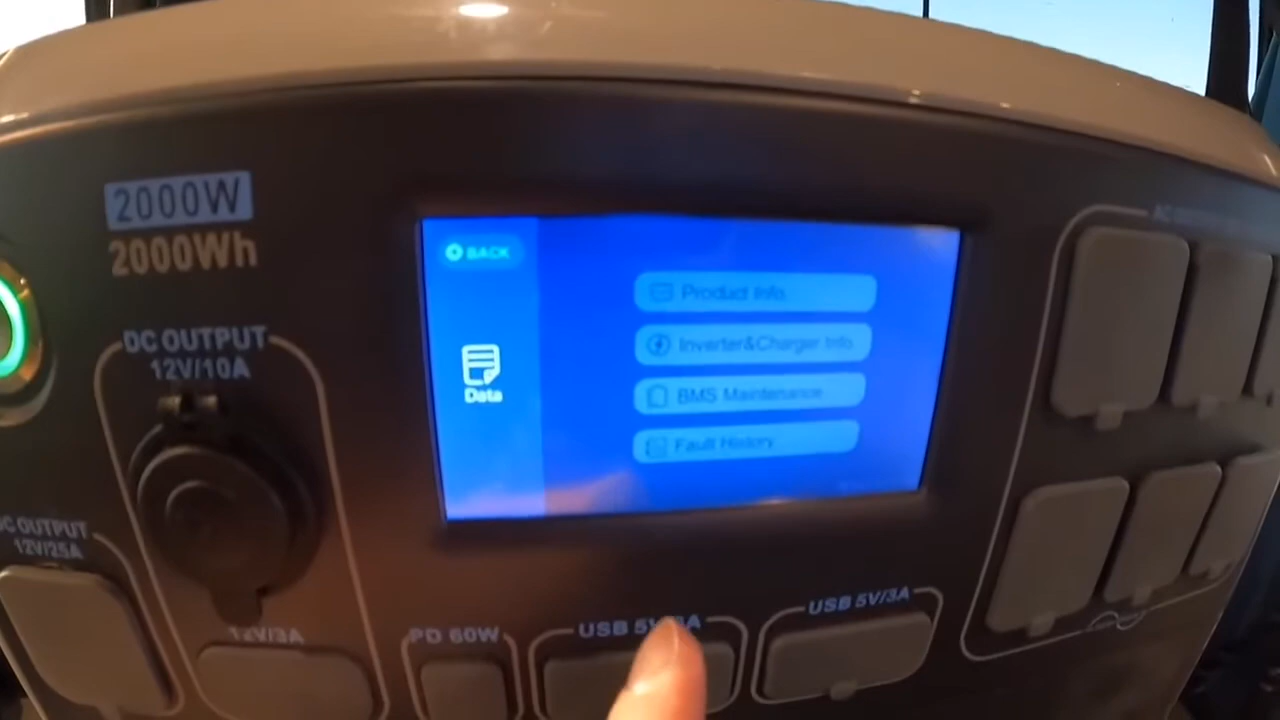 2000W
2000Wh
DC OUTPUT
12V/10A
DC OUTPUT
12V/25A
12V/3A
PD 60W
USB 5V/3A
USB 5V/3A
BACK
Data
Product Info.
Inverter&Charger Info.
BMS Maintenance
Fault History